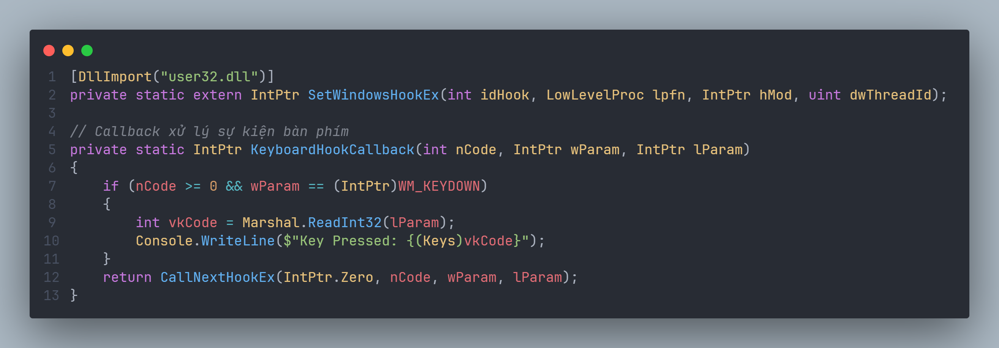 1 [DllImport("user32.dll")]
2 private static extern IntPtr SetWindowsHookEx(int idHook, LowLevelProc lpfn, IntPtr hMod, uint dwThreadId);
3
4 // Callback xử lý sự kiện bàn phím
5 private static IntPtr KeyboardHookCallback(int nCode, IntPtr wParam, IntPtr lParam)
6 {
7     if (nCode >= 0 && wParam == (IntPtr)WM_KEYDOWN)
8     {
9         int vkCode = Marshal.ReadInt32(lParam);
10         Console.WriteLine($"Key Pressed: {(Keys)vkCode}");
11     }
12     return CallNextHookEx(IntPtr.Zero, nCode, wParam, lParam);
13 }